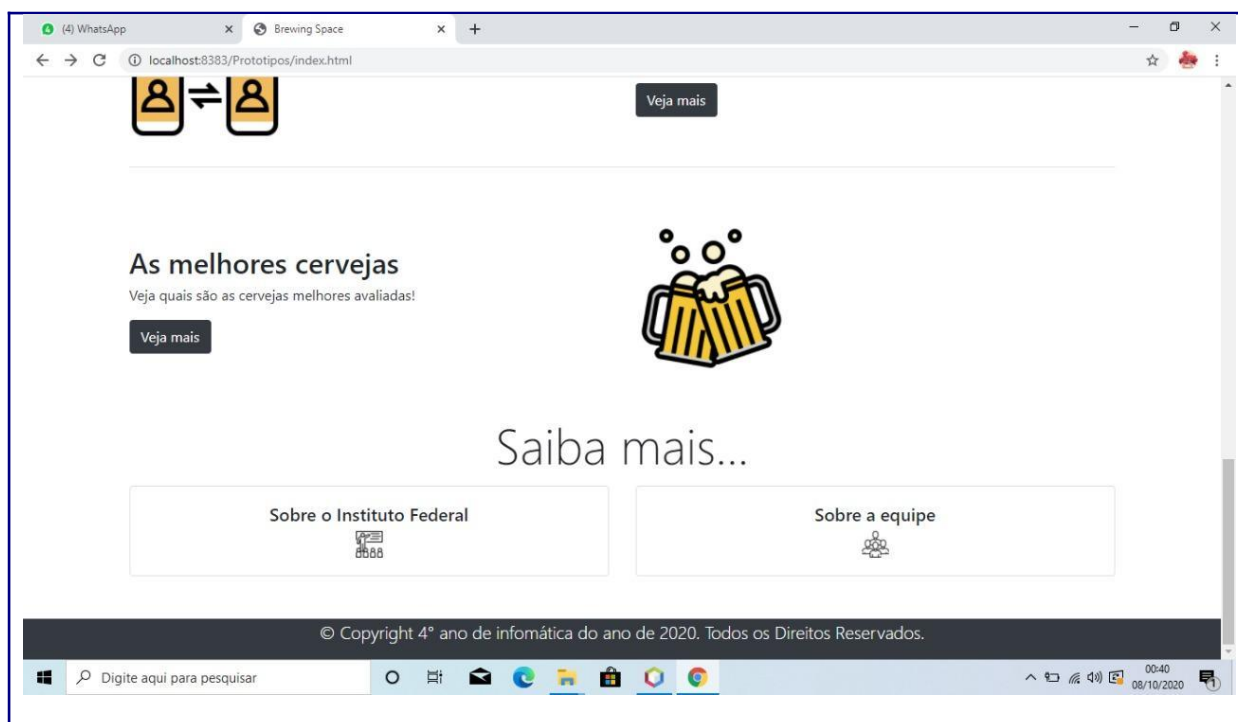 (4) WhatsApp
Brewing Space
localhost:8383/Prototipos/index.html
Veja mais
As melhores cervejas
Veja quais são as cervejas melhores avaliadas!
Veja mais
Saiba mais...
Sobre o Instituto Federal
Sobre a equipe
© Copyright 4° ano de infomática do ano de 2020. Todos os Direitos Reservados.
Digite aqui para pesquisar
00:40
08/10/2020
1